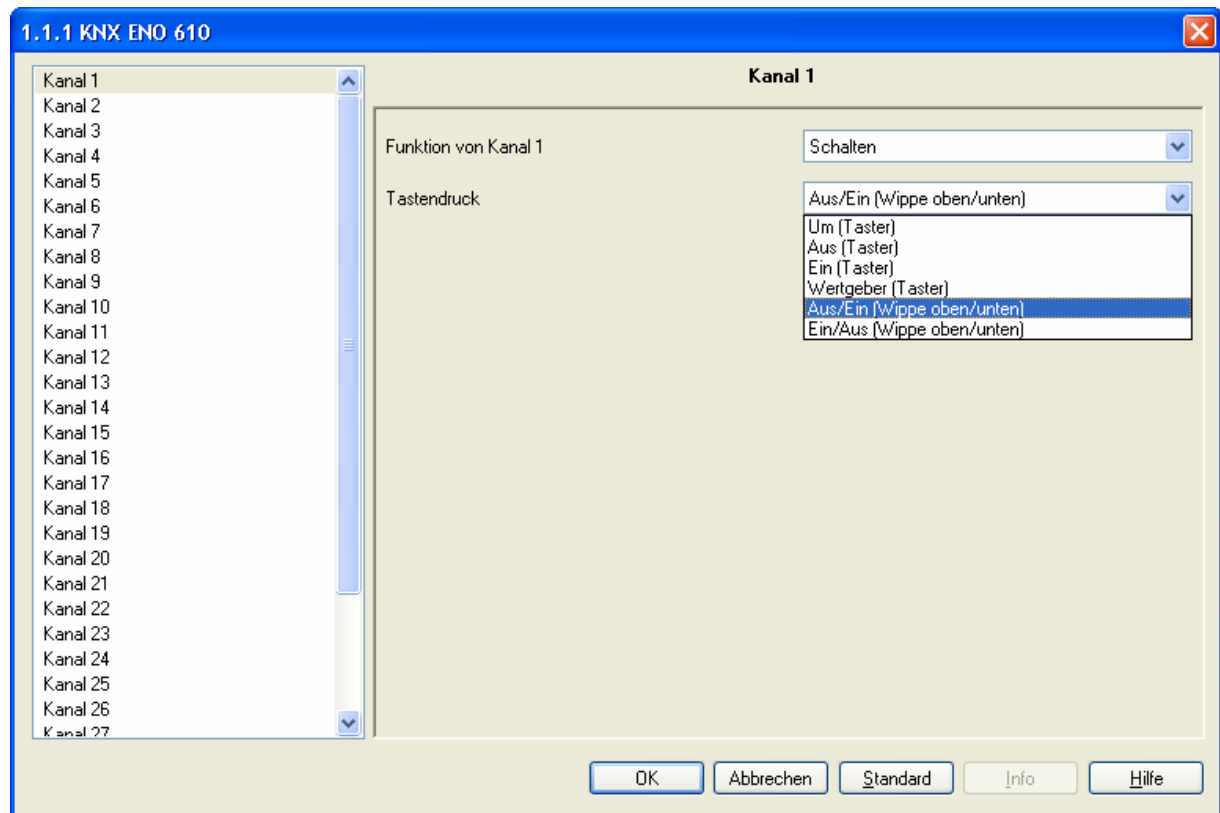 1.1.1 KNX ENO 610
Kanal 1
Kanal 2
Kanal 3
Kanal 4
Kanal 5
Kanal 6
Kanal 7
Kanal 8
Kanal 9
Kanal 10
Kanal 11
Kanal 12
Kanal 13
Kanal 14
Kanal 15
Kanal 16
Kanal 17
Kanal 18
Kanal 19
Kanal 20
Kanal 21
Kanal 22
Kanal 23
Kanal 24
Kanal 25
Kanal 26
Kanal 27
Kanal 1
Funktion von Kanal 1
Schalten
Tastendruck
Aus/Ein (Wippe oben/unten)
Um (Taster)
Aus (Taster)
Ein (Taster)
Wertgeber (Taster)
Aus/Ein (Wippe oben/unten)
Ein/Aus (Wippe oben/unten)
OK
Abbrechen
Standard
Info
Hilfe